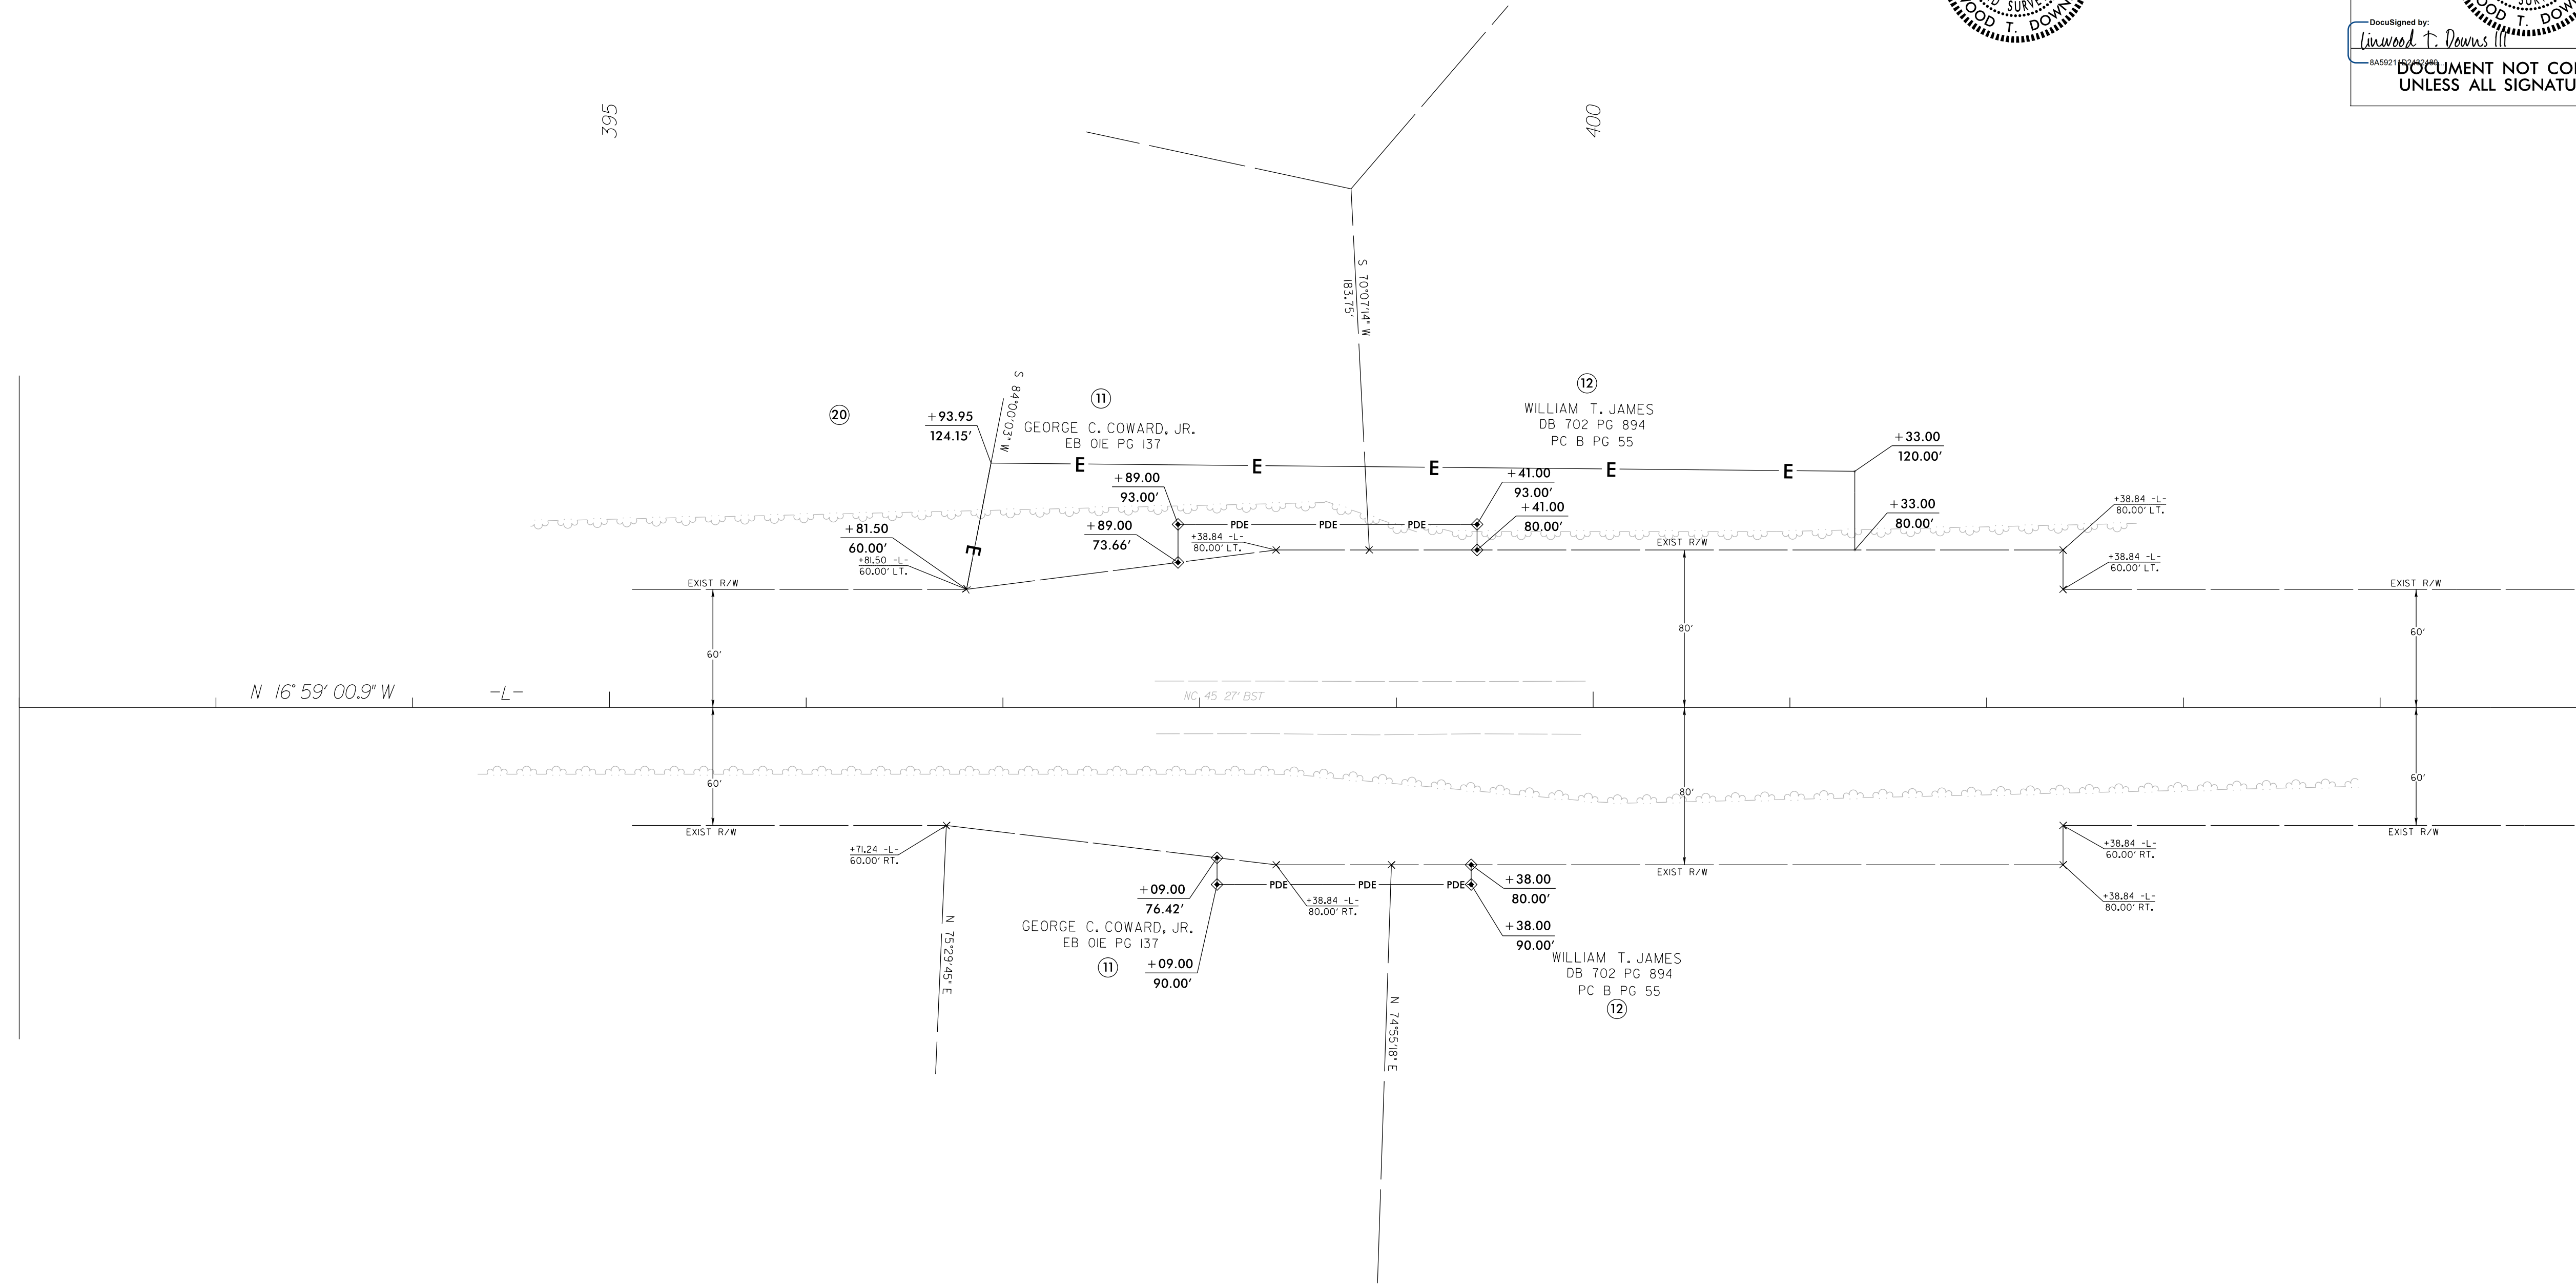 SURVE
WOOD T. DOWN
SUR
OOD T. DOW
DocuSigned by:
Linwood T. Downs III
DOCUMENT NOT CO
UNLESS ALL SIGNATU
395
400
S 70°07'14" W
183.75'
20
S 84°00'03" W
+93.95
124.15'
11
GEORGE C. COWARD, JR.
EB 01E PG 137
12
WILLIAM T. JAMES
DB 702 PG 894
PC B PG 55
+33.00
120.00'
E E E E E
+89.00
93.00'
+41.00
93.00'
+41.00
80.00'
+33.00
80.00'
+38.84 -L-
80.00' LT.
PDE PDE PDE
+81.50
60.00'
+81.50 -L-
60.00' LT.
E
+89.00
73.66'
+38.84 -L-
80.00' LT.
EXIST R/W
+38.84 -L-
60.00' LT.
EXIST R/W
EXIST R/W
60'
80'
60'
N 16° 59' 00.9" W
-L-
NC 45 27' BST
60'
80'
60'
EXIST R/W
EXIST R/W
EXIST R/W
+71.24 -L-
60.00' RT.
+38.84 -L-
60.00' RT.
+09.00
76.42'
PDE PDE PDE
+38.00
80.00'
+38.84 -L-
80.00' RT.
+38.84 -L-
80.00' RT.
N 75°29'45" E
GEORGE C. COWARD, JR.
EB 01E PG 137
11
+09.00
90.00'
+38.00
90.00'
WILLIAM T. JAMES
DB 702 PG 894
PC B PG 55
12
N 74°55'18" E